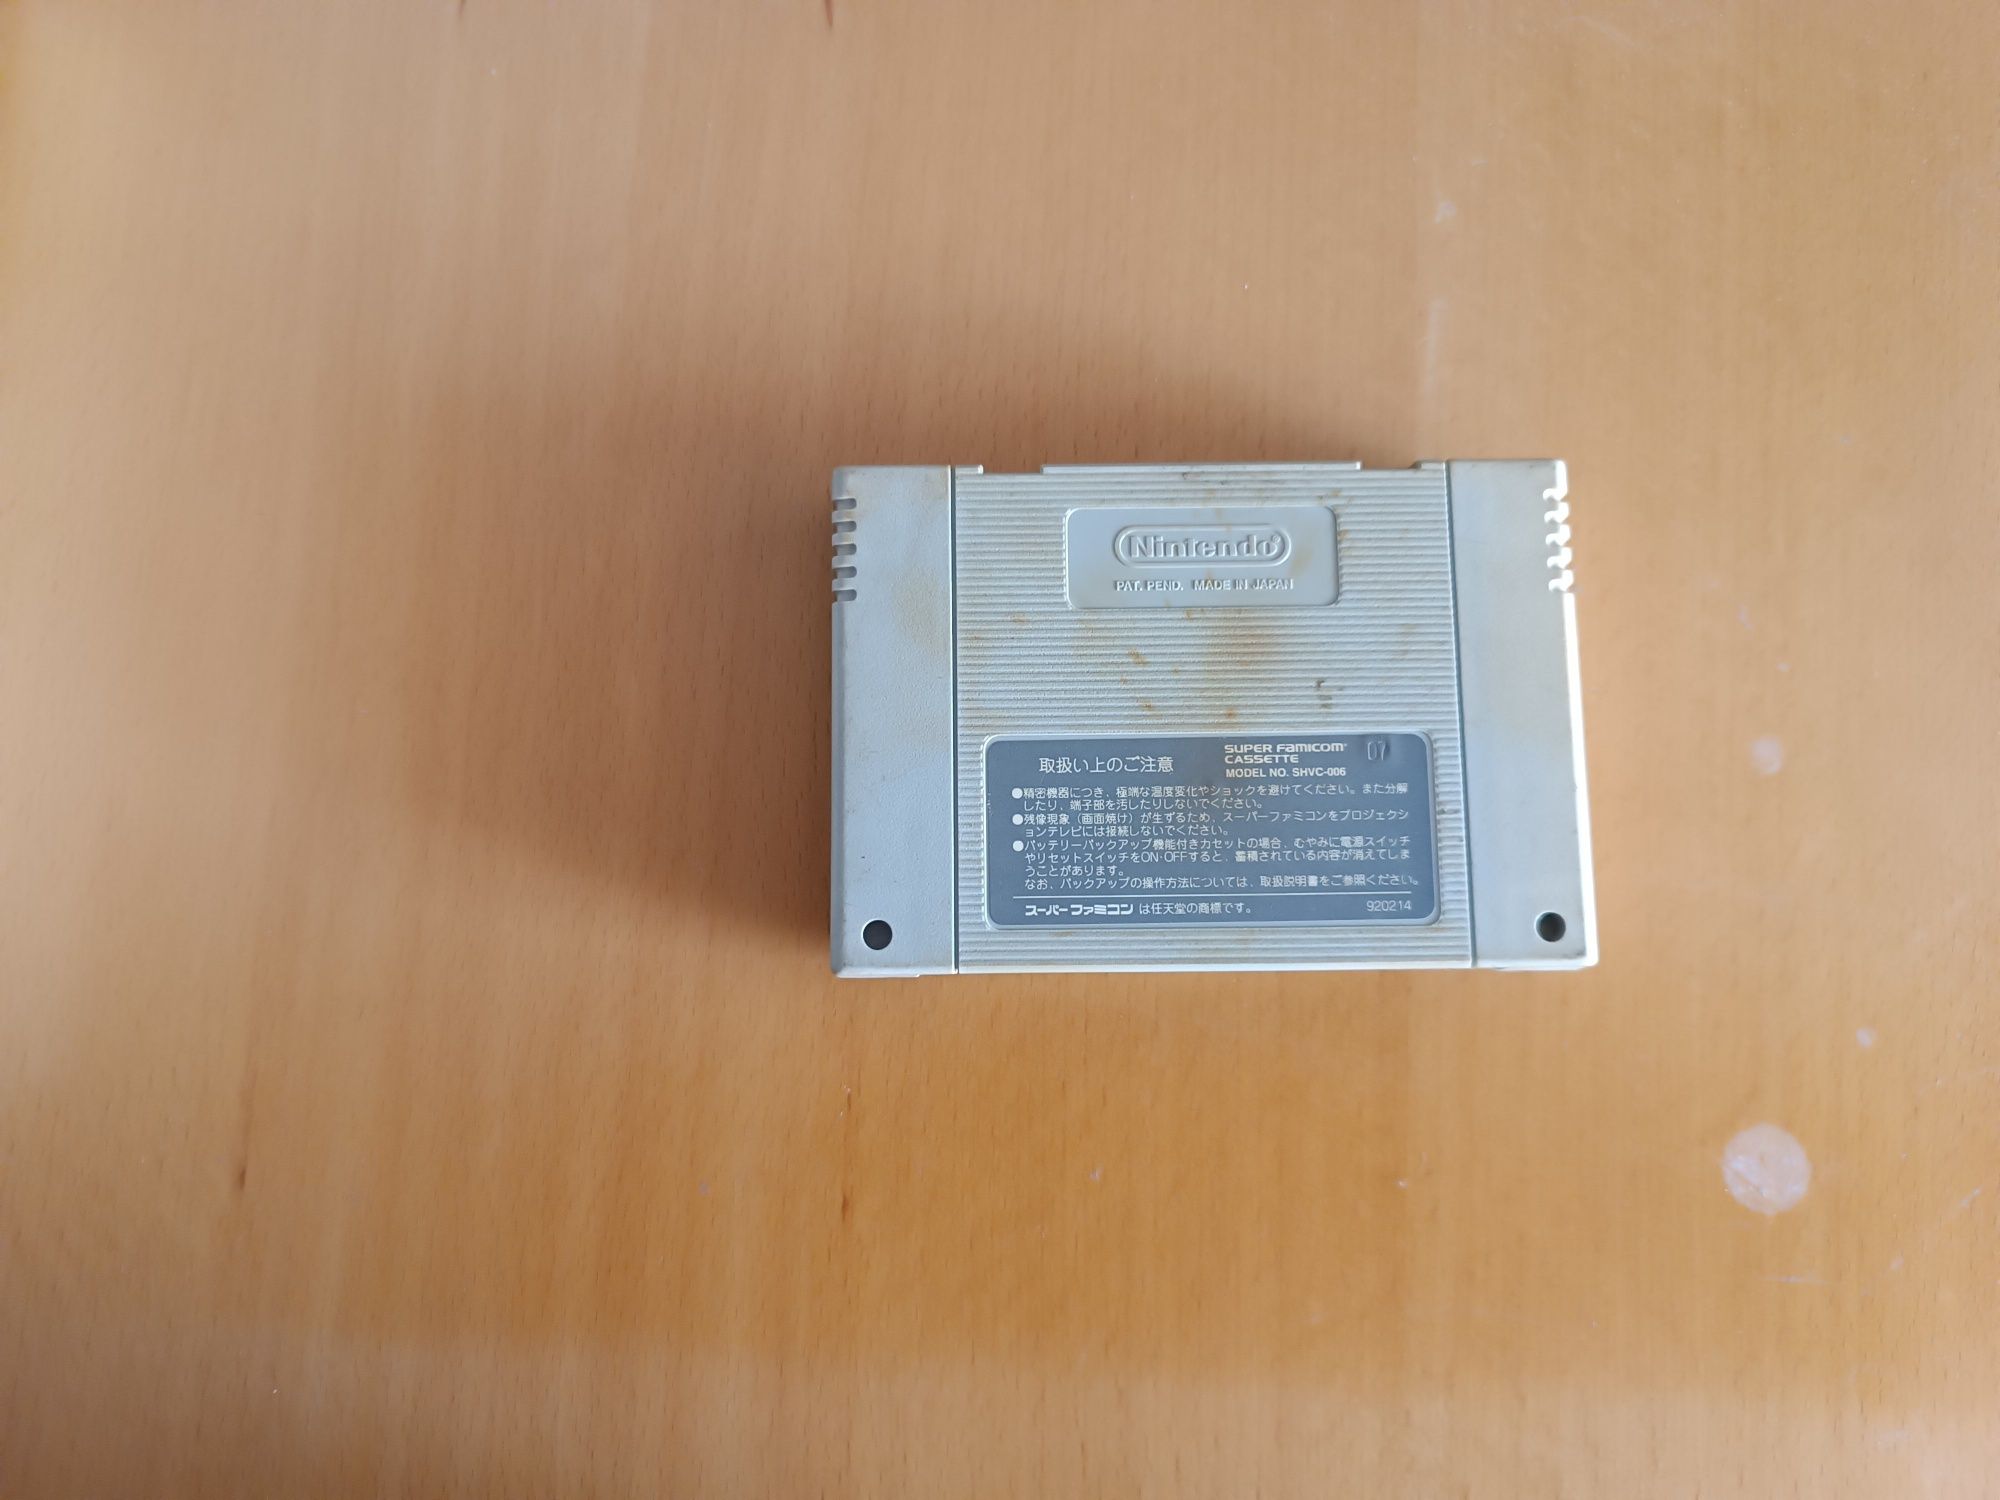 Nintendo®
PAT. PEND. MADE IN JAPAN
取扱い上のご注意
SUPER FAMICOM™
CASSETTE
MODEL NO. SHVC-006
07
●精密機器につき、極端な温度変化やショックを避けてください。また分解
したり、端子部を汚したりしないでください。
●残像現象（画面焼け）が生ずるため、スーパーファミコンをプロジェクシ
ョンテレビには接続しないでください。
●バッテリーバックアップ機能付きカセットの場合、むやみに電源スイッチ
やリセットスイッチをON·OFFすると、蓄積されている内容が消えてしま
うことがあります。
なお、バックアップの操作方法については、取扱説明書をご参照ください。
スーパーファミコンは任天堂の商標です。
920214